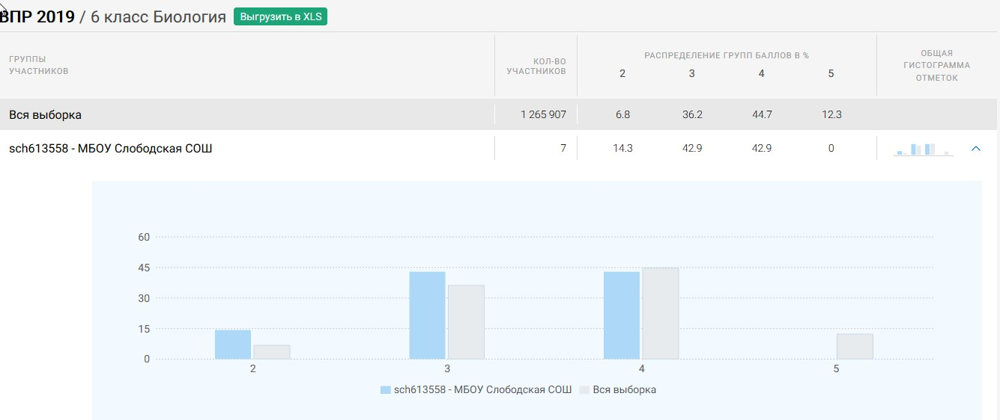 ВПР 2019 / 6 класс Биология Выгрузить в XLS
ГРУППЫ
УЧАСТНИКОВ
КОЛ-ВО
УЧАСТНИКОВ
РАСПРЕДЕЛЕНИЕ ГРУПП БАЛЛОВ В %
2 3 4 5
ОБЩАЯ
ГИСТОГРАММА
ОТМЕТОК
Вся выборка 1 265 907 6.8 36.2 44.7 12.3
sch613558 - МБОУ Слободская СОШ 7 14.3 42.9 42.9 0
60
45
30
15
0
2 3 4 5
sch613558 - МБОУ Слободская СОШ Вся выборка